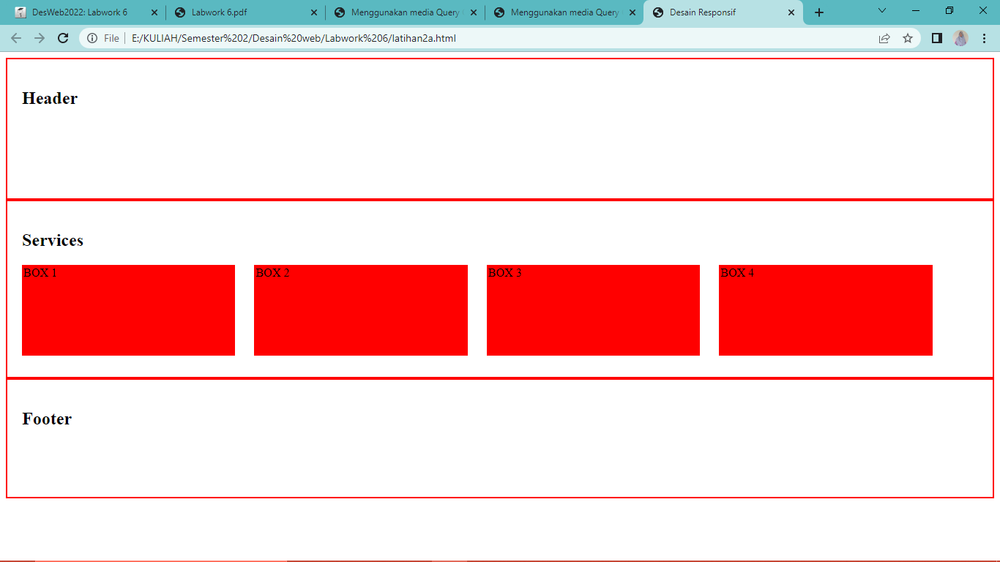 DesWeb2022: Labwork 6
Labwork 6.pdf
Menggunakan media Query
Menggunakan media Query
Desain Responsif
File
E:/KULIAH/Semester%202/Desain%20web/Labwork%206/latihan2a.html
Header
Services
BOX 1
BOX 2
BOX 3
BOX 4
Footer